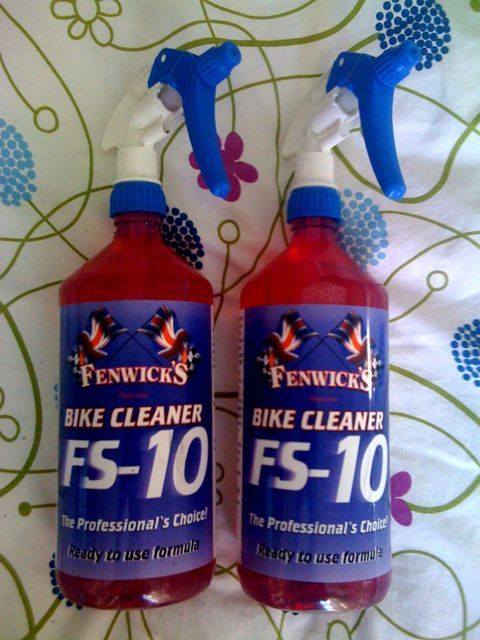 FENWICK'S
BIKE CLEANER
FS-10
The Professional's Choice!
Ready to use formula
FENWICK'S
BIKE CLEANER
FS-10
The Professional's Choice!
Ready to use formula